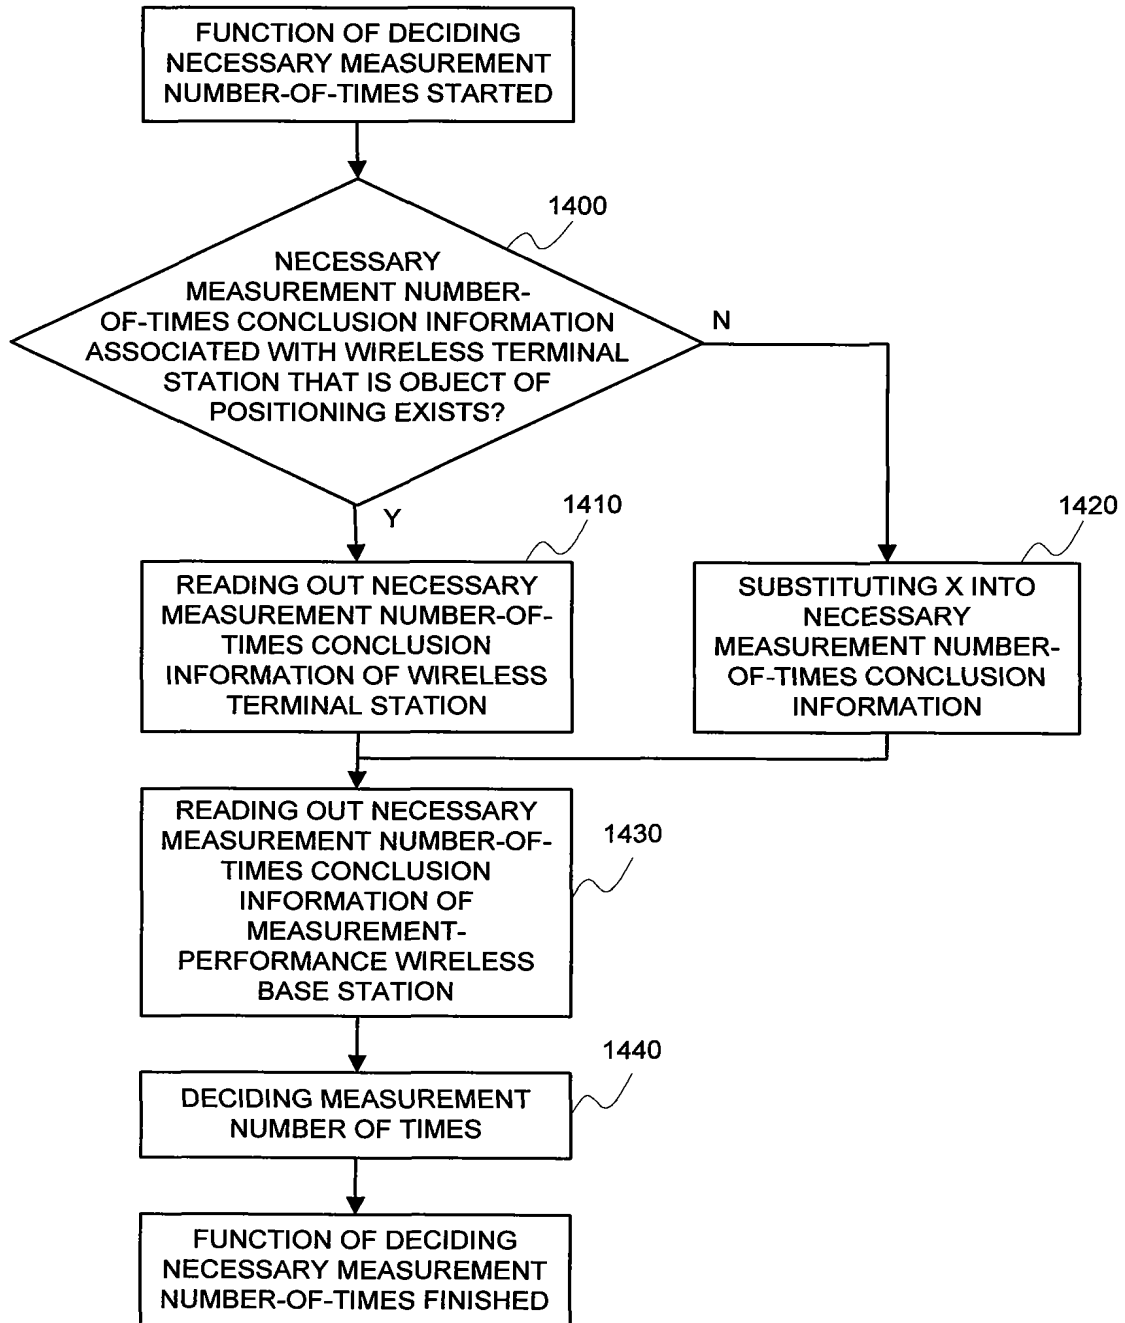 FUNCTION OF DECIDING
NECESSARY MEASUREMENT
NUMBER-OF-TIMES STARTED
1400
NECESSARY
MEASUREMENT NUMBER-
OF-TIMES CONCLUSION INFORMATION
ASSOCIATED WITH WIRELESS TERMINAL
STATION THAT IS OBJECT OF
POSITIONING EXISTS?
N
Y
1410
READING OUT NECESSARY
MEASUREMENT NUMBER-OF-
TIMES CONCLUSION
INFORMATION OF WIRELESS
TERMINAL STATION
1420
SUBSTITUTING X INTO
NECESSARY
MEASUREMENT NUMBER-
OF-TIMES CONCLUSION
INFORMATION
READING OUT NECESSARY
MEASUREMENT NUMBER-OF-
TIMES CONCLUSION
INFORMATION OF
MEASUREMENT-
PERFORMANCE WIRELESS
BASE STATION
1430
1440
DECIDING MEASUREMENT
NUMBER OF TIMES
FUNCTION OF DECIDING
NECESSARY MEASUREMENT
NUMBER-OF-TIMES FINISHED